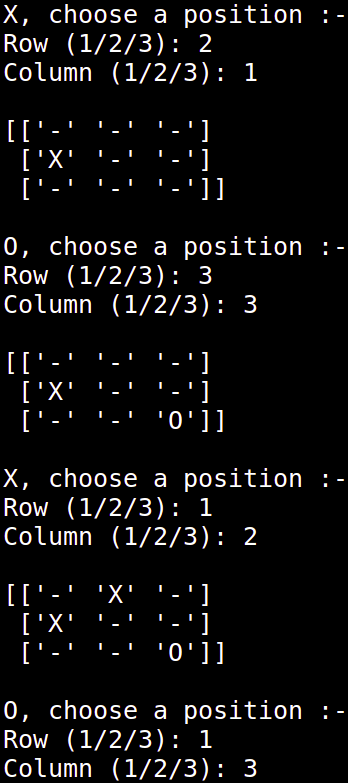 X, choose a position :-
Row (1/2/3): 2
Column (1/2/3): 1
[['-' '-' '-']
 ['X' '-' '-']
 ['-' '-' '-']]
O, choose a position :-
Row (1/2/3): 3
Column (1/2/3): 3
[['-' '-' '-']
 ['X' '-' '-']
 ['-' '-' 'O']]
X, choose a position :-
Row (1/2/3): 1
Column (1/2/3): 2
[['-' 'X' '-']
 ['X' '-' '-']
 ['-' '-' 'O']]
O, choose a position :-
Row (1/2/3): 1
Column (1/2/3): 3